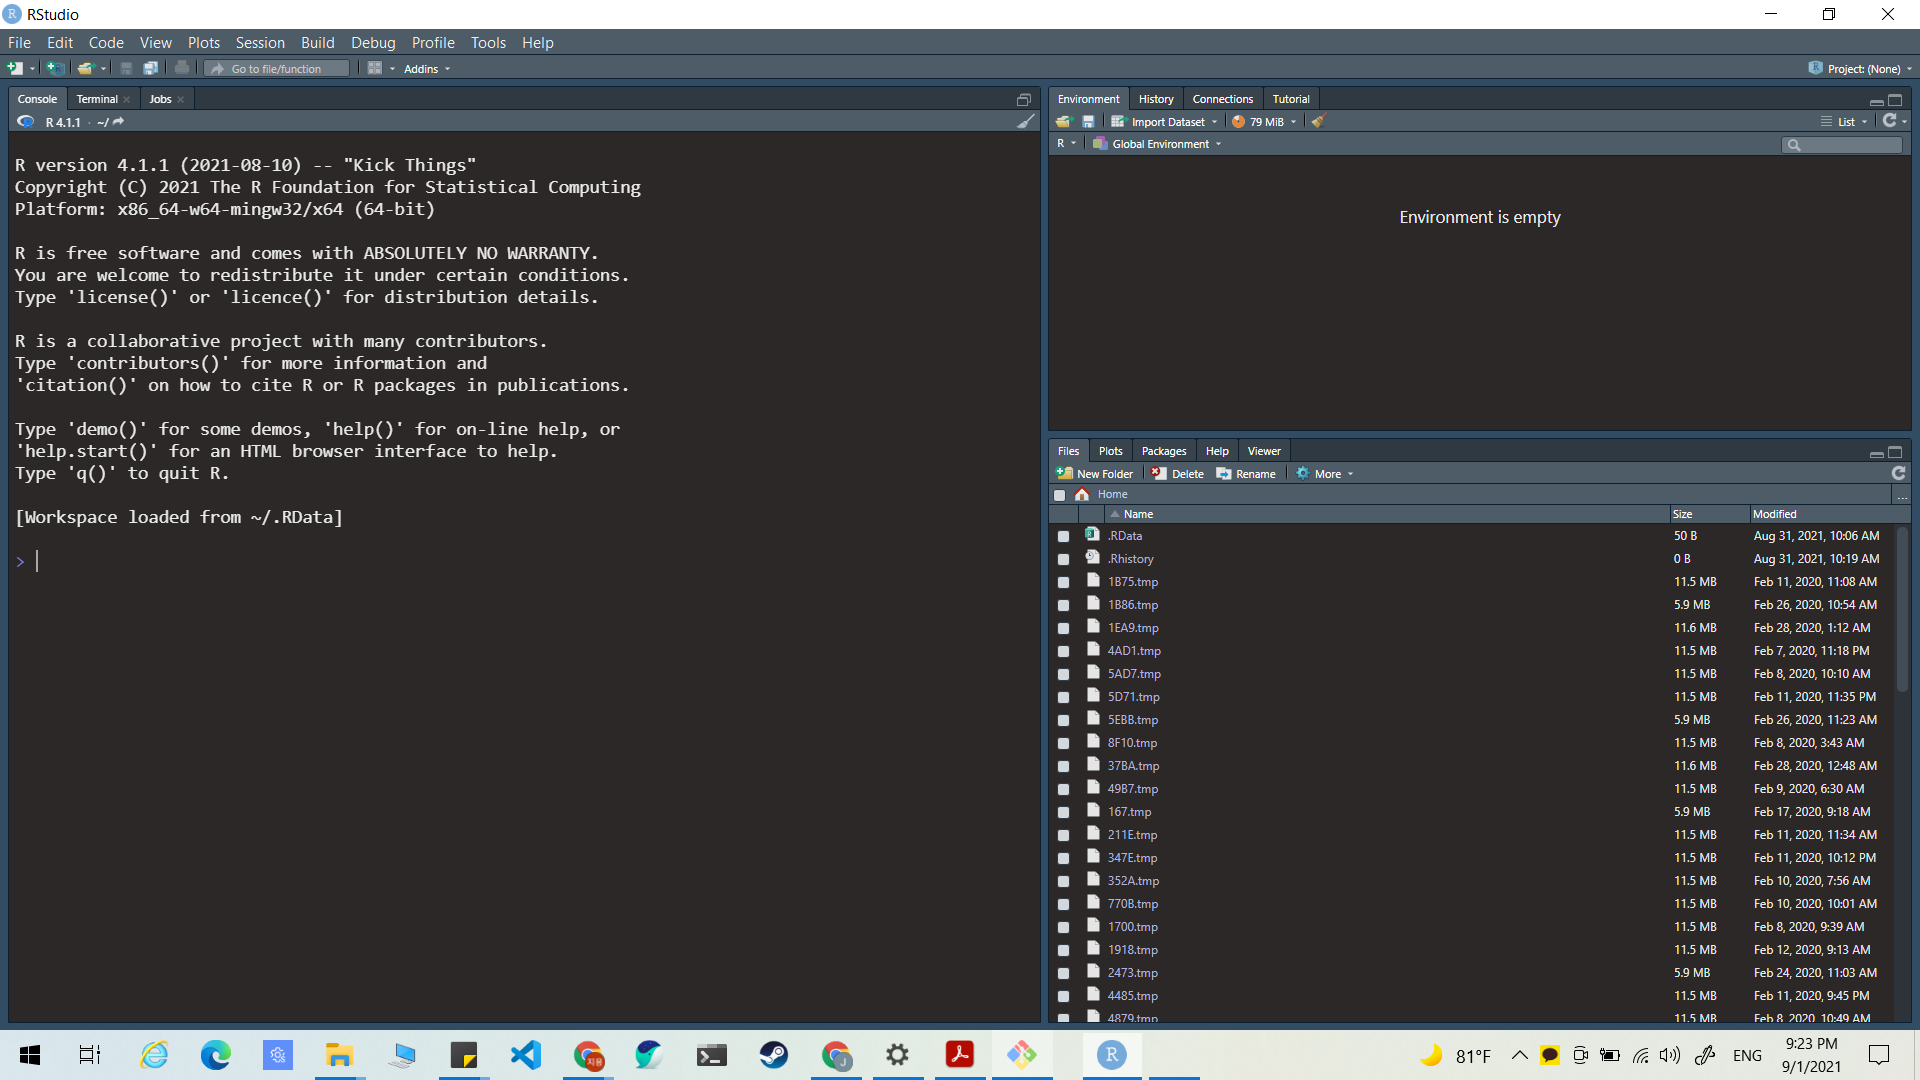 RStudio
File Edit Code View Plots Session Build Debug Profile Tools Help
Go to file/function Addins Project: (None)
Console Terminal Jobs
R 4.1.1 · ~/
R version 4.1.1 (2021-08-10) -- "Kick Things"
Copyright (C) 2021 The R Foundation for Statistical Computing
Platform: x86_64-w64-mingw32/x64 (64-bit)
R is free software and comes with ABSOLUTELY NO WARRANTY.
You are welcome to redistribute it under certain conditions.
Type 'license()' or 'licence()' for distribution details.
R is a collaborative project with many contributors.
Type 'contributors()' for more information and
'citation()' on how to cite R or R packages in publications.
Type 'demo()' for some demos, 'help()' for on-line help, or
'help.start()' for an HTML browser interface to help.
Type 'q()' to quit R.
[Workspace loaded from ~/.RData]
>
Environment History Connections Tutorial
Import Dataset 79 MiB List
R Global Environment
Environment is empty
Files Plots Packages Help Viewer
New Folder Delete Rename More
Home ...
Name Size Modified
.RData 50 B Aug 31, 2021, 10:06 AM
.Rhistory 0 B Aug 31, 2021, 10:19 AM
1B75.tmp 11.5 MB Feb 11, 2020, 11:08 AM
1B86.tmp 5.9 MB Feb 26, 2020, 10:54 AM
1EA9.tmp 11.6 MB Feb 28, 2020, 1:12 AM
4AD1.tmp 11.5 MB Feb 7, 2020, 11:18 PM
5AD7.tmp 11.5 MB Feb 8, 2020, 10:10 AM
5D71.tmp 11.5 MB Feb 11, 2020, 11:35 PM
5EBB.tmp 5.9 MB Feb 26, 2020, 11:23 AM
8F10.tmp 11.5 MB Feb 8, 2020, 3:43 AM
37BA.tmp 11.6 MB Feb 28, 2020, 12:48 AM
49B7.tmp 11.5 MB Feb 9, 2020, 6:30 AM
167.tmp 5.9 MB Feb 17, 2020, 9:18 AM
211E.tmp 11.5 MB Feb 11, 2020, 11:34 AM
347E.tmp 11.5 MB Feb 11, 2020, 10:12 PM
352A.tmp 11.5 MB Feb 10, 2020, 7:56 AM
770B.tmp 11.5 MB Feb 10, 2020, 10:01 AM
1700.tmp 11.5 MB Feb 8, 2020, 9:39 AM
1918.tmp 11.5 MB Feb 12, 2020, 9:13 AM
2473.tmp 5.9 MB Feb 24, 2020, 11:03 AM
4485.tmp 11.5 MB Feb 11, 2020, 9:45 PM
4879.tmp 11.5 MB Feb 8, 2020, 10:49 AM
81°F ENG 9:23 PM
9/1/2021